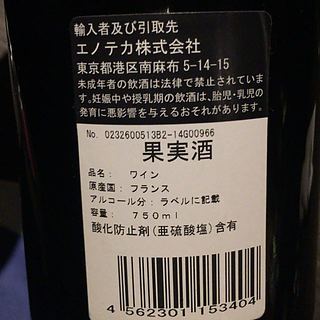 輸入者及び引取先
エノテカ株式会社
東京都港区南麻布5-14-15
未成年者の飲酒は法律で禁止されています
。妊娠中や授乳期の飲酒は、胎児・乳児の
発育に悪影響を与えるおそれがあります。
No. 0232600513B2-14G00966
果実酒
品名: ワイン
原産国: フランス
アルコール分: ラベルに記載
容量: 750ml
酸化防止剤(亜硫酸塩)含有
4 562301 153404